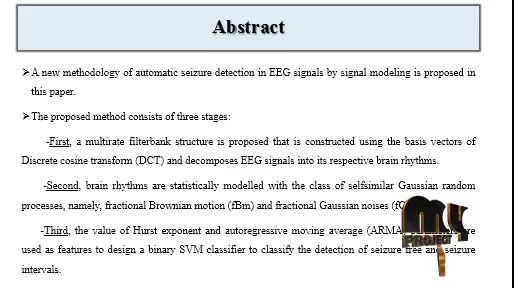 Abstract
➢A new methodology of automatic seizure detection in EEG signals by signal modeling is proposed in
this paper.
➢The proposed method consists of three stages:
-First, a multirate filterbank structure is proposed that is constructed using the basis vectors of
Discrete cosine transform (DCT) and decomposes EEG signals into its respective brain rhythms.
-Second, brain rhythms are statistically modelled with the class of selfsimilar Gaussian random
processes, namely, fractional Brownian motion (fBm) and fractional Gaussian noises
-Third, the value of Hurst exponent and autoregressive moving average (ARMA
used as features to design a binary SVM classifier to classify the detection of seizure free and seizure
intervals.
MY
PROJECT